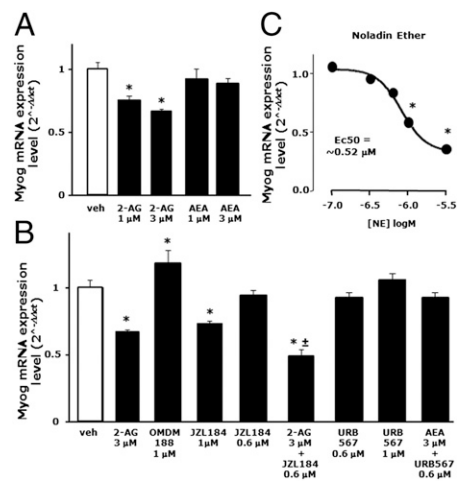 A
Myog mRNA expression
level (2^-ΔΔct)
1
0.5
0
*
*
veh
2-AG
1 μM
2-AG
3 μM
AEA
1 μM
AEA
3 μM
C
Noladin Ether
Myog mRNA expression
level (2^-ΔΔct)
1.0
0.5
1.0
*
*
Ec50 =
~0.52 μM
-7.0
-6.5
-6.0
-5.5
[NE] logM
B
Myog mRNA expression
level (2^-ΔΔct)
1
0.5
0
*
*
*
* ±
veh
2-AG
3 μM
OMDM
188
1 μM
JZL184
1μM
JZL184
0.6 μM
2-AG
3 μM
+
JZL184
0.6 μM
URB
567
0.6 μM
URB
567
1 μM
AEA
3 μM
+
URB567
0.6 μM